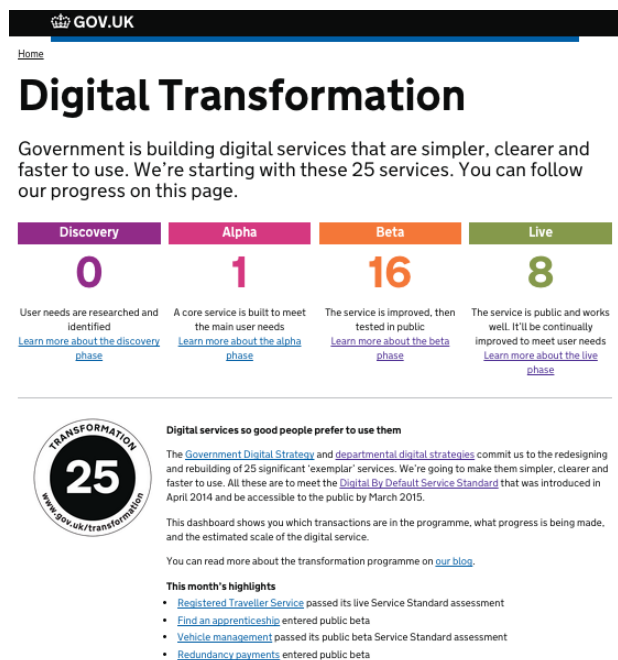 GOV.UK
Home
Digital Transformation
Government is building digital services that are simpler, clearer and
faster to use. We're starting with these 25 services. You can follow
our progress on this page.
Discovery
0
User needs are researched and
identified
Learn more about the discovery
phase
Alpha
1
A core service is built to meet
the main user needs
Learn more about the alpha
phase
Beta
16
The service is improved, then
tested in public
Learn more about the beta
phase
Live
8
The service is public and works
well. It'll be continually
improved to meet user needs
Learn more about the live
phase
TRANSFORMATION
25
www.gov.uk/transformation
Digital services so good people prefer to use them
The Government Digital Strategy and departmental digital strategies commit us to the redesigning
and rebuilding of 25 significant 'exemplar' services. We're going to make them simpler, clearer and
faster to use. All these are to meet the Digital By Default Service Standard that was introduced in
April 2014 and be accessible to the public by March 2015.
This dashboard shows you which transactions are in the programme, what progress is being made,
and the estimated scale of the digital service.
You can read more about the transformation programme on our blog.
This month's highlights
• Registered Traveller Service passed its live Service Standard assessment
• Find an apprenticeship entered public beta
• Vehicle management passed its public beta Service Standard assessment
• Redundancy payments entered public beta